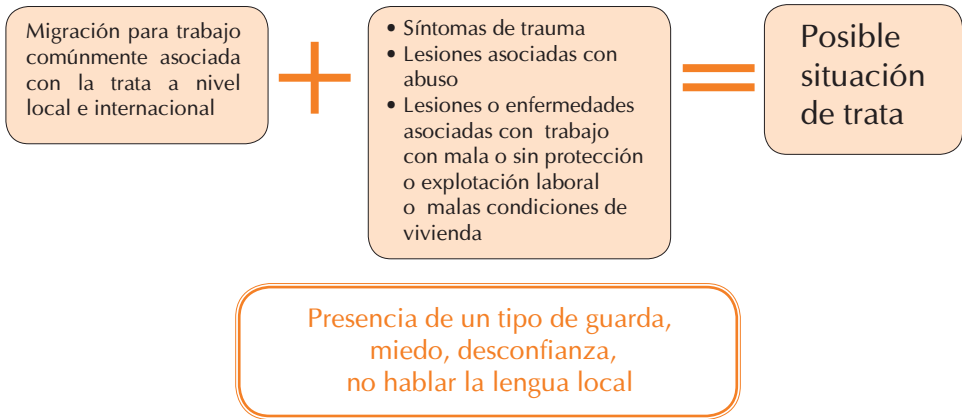 Migración para trabajo
comúnmente asociada
con la trata a nivel
local e internacional
+
• Síntomas de trauma
• Lesiones asociadas con
abuso
• Lesiones o enfermedades
asociadas con trabajo
con mala o sin protección
o explotación laboral
o malas condiciones de
vivienda
=
Posible
situación
de trata
Presencia de un tipo de guarda,
miedo, desconfianza,
no hablar la lengua local